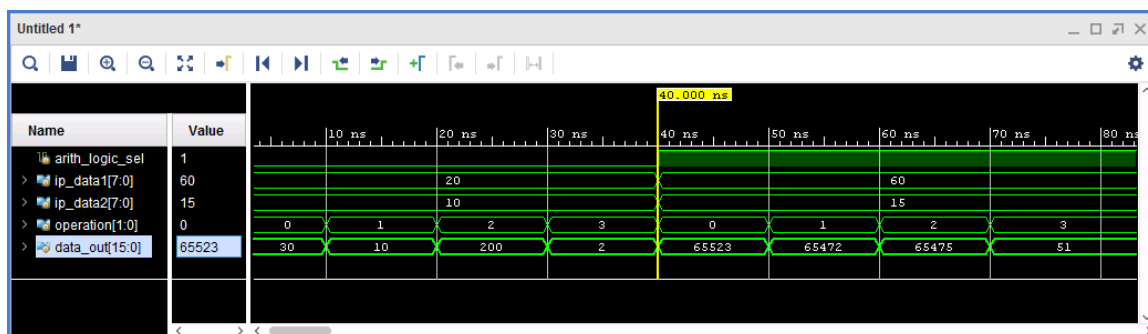 Untitled 1*
40.000 ns
Name Value 10 ns 20 ns 30 ns 40 ns 50 ns 60 ns 70 ns 80 ns
arith_logic_sel 1
ip_data1[7:0] 60 20 60
ip_data2[7:0] 15 10 15
operation[1:0] 0 0 1 2 3 0 1 2 3
data_out[15:0] 65523 30 10 200 2 65523 65472 65475 51